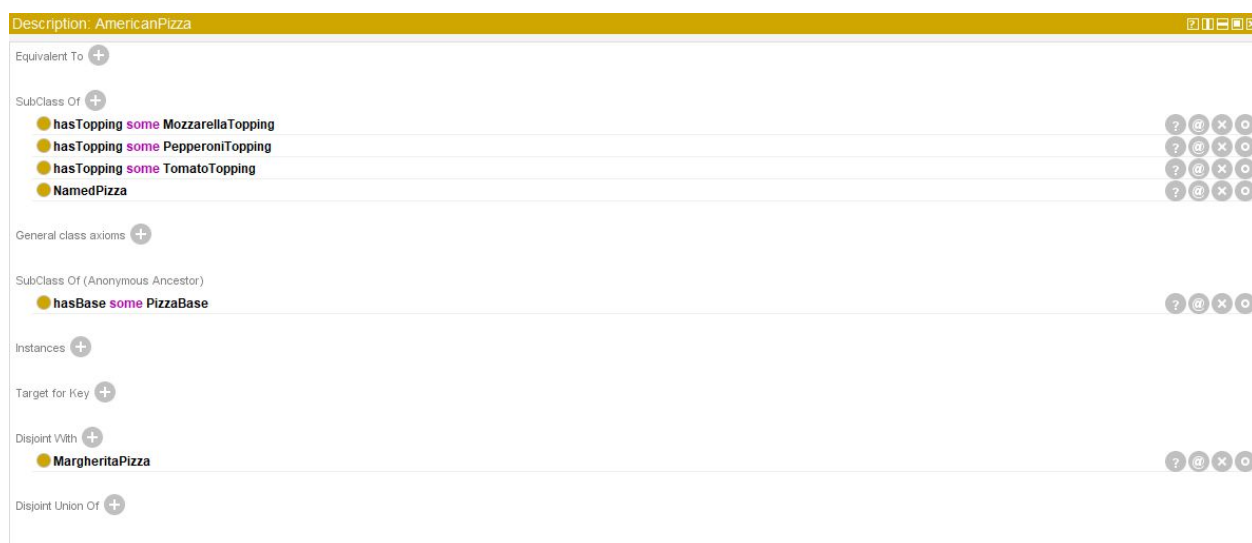 Description: AmericanPizza
Equivalent To
SubClass Of
hasTopping some MozzarellaTopping
hasTopping some PepperoniTopping
hasTopping some TomatoTopping
NamedPizza
General class axioms
SubClass Of (Anonymous Ancestor)
hasBase some PizzaBase
Instances
Target for Key
Disjoint With
MargheritaPizza
Disjoint Union Of